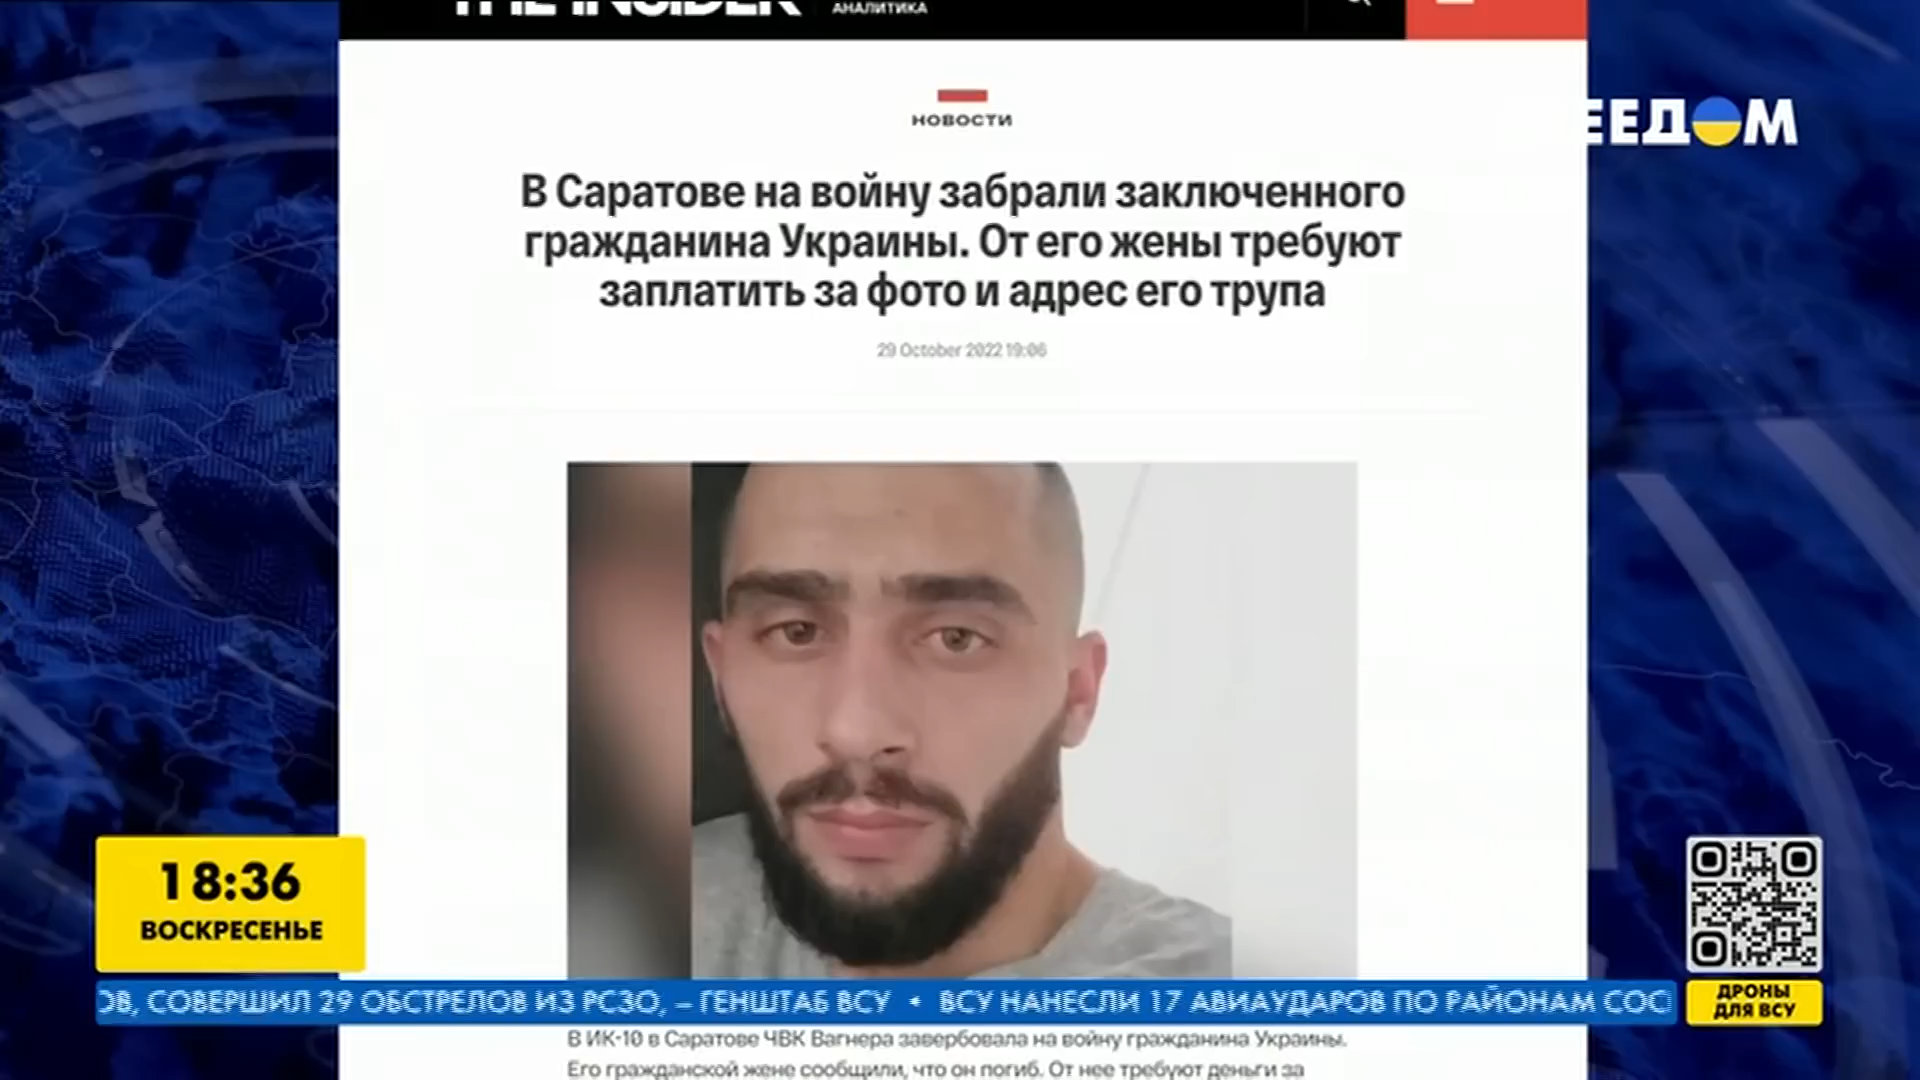 THE INSIDER
АНАЛИТИКА
НОВОСТИ
ЕЕДОМ
В Саратове на войну забрали заключенного
гражданина Украины. От его жены требуют
заплатить за фото и адрес его трупа
29 October 2022 19:06
18:36
ВОСКРЕСЕНЬЕ
ОВ, СОВЕРШИЛ 29 ОБСТРЕЛОВ ИЗ РСЗО, – ГЕНШТАБ ВСУ • ВСУ НАНЕСЛИ 17 АВИАУДАРОВ ПО РАЙОНАМ СОС
ДРОНЫ
ДЛЯ ВСУ
В ИК-10 в Саратове ЧВК Вагнера завербовала на войну гражданина Украины.
Его гражданской жене сообщили, что он погиб. От нее требуют деньги за